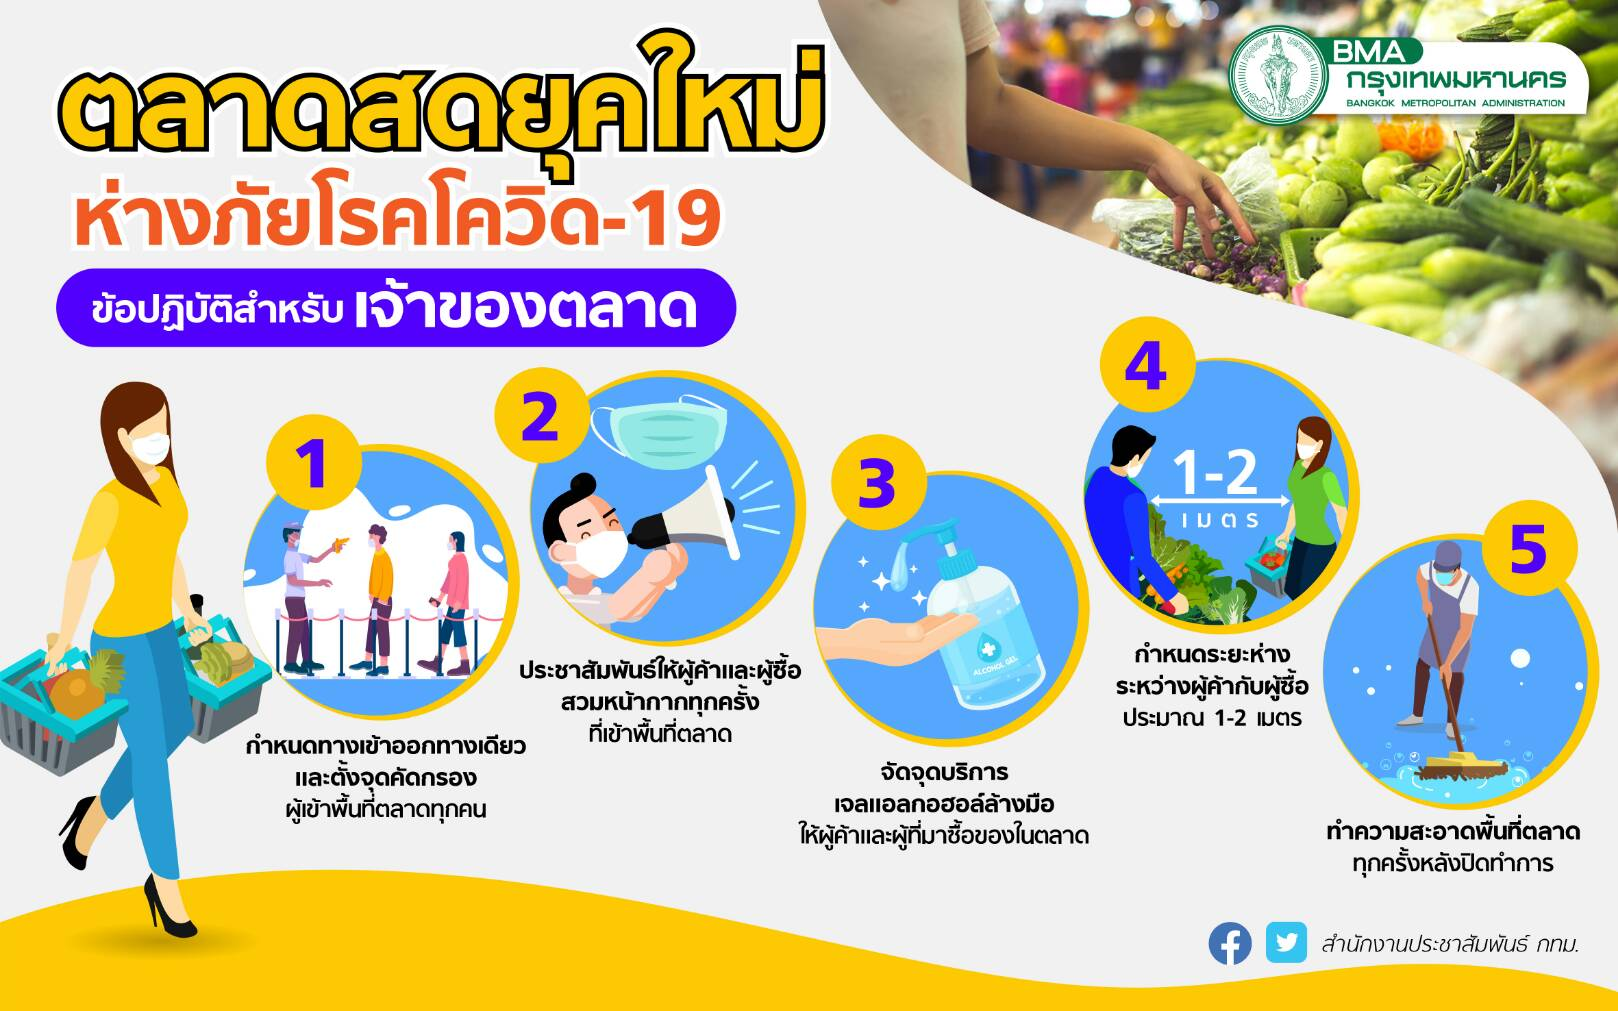 ตลาดสดยุคใหม่
ห่างภัยโรคโควิด-19
ข้อปฏิบัติสำหรับ เจ้าของตลาด
BMA
กรุงเทพมหานคร
BANGKOK METROPOLITAN ADMINISTRATION
1
กำหนดทางเข้าออกทางเดียว
และตั้งจุดคัดกรอง
ผู้เข้าพื้นที่ตลาดทุกคน
2
ประชาสัมพันธ์ให้ผู้ค้าและผู้ซื้อ
สวมหน้ากากทุกครั้ง
ที่เข้าพื้นที่ตลาด
3
ALCOHOL GEL
จัดจุดบริการ
เจลแอลกอฮอล์ล้างมือ
ให้ผู้ค้าและผู้ที่มาซื้อของในตลาด
4
1-2
เมตร
กำหนดระยะห่าง
ระหว่างผู้ค้ากับผู้ซื้อ
ประมาณ 1-2 เมตร
5
ทำความสะอาดพื้นที่ตลาด
ทุกครั้งหลังปิดทำการ
สำนักงานประชาสัมพันธ์ กทม.